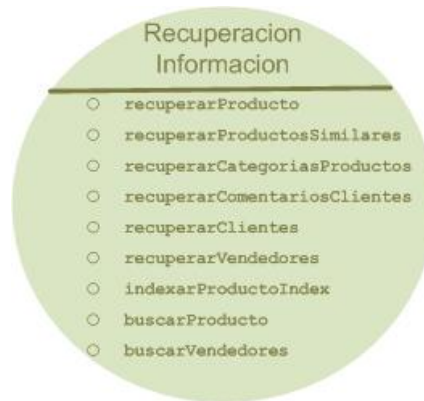 Recuperacion
Informacion
recuperarProducto
recuperarProductosSimilares
recuperarCategoriasProductos
recuperarComentariosClientes
recuperarClientes
recuperarVendedores
indexarProductoIndex
buscarProducto
buscarVendedores